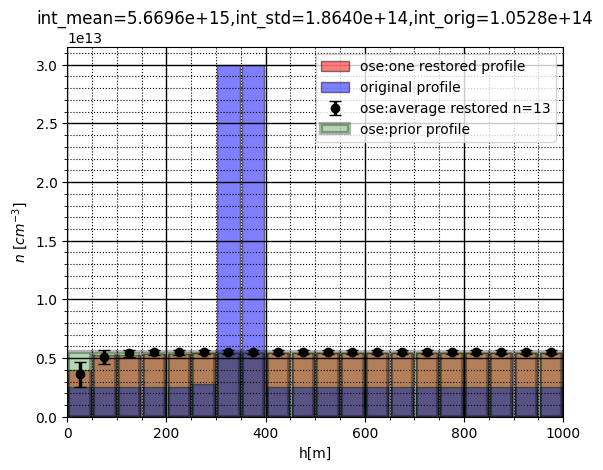 int_mean=5.6696e+15,int_std=1.8640e+14,int_orig=1.0528e+14
1e13
ose:one restored profile
original profile
ose:average restored n=13
ose:prior profile
3.0
2.5
2.0
1.5
1.0
0.5
0.0
n [cm⁻³]
0 200 400 600 800 1000
h[m]